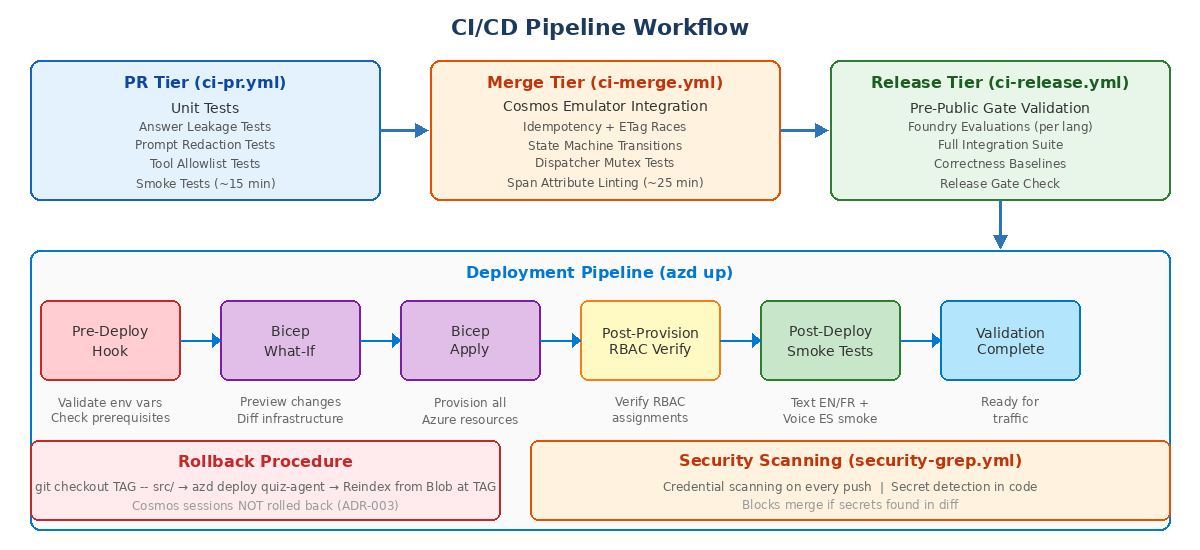 CI/CD Pipeline Workflow
PR Tier (ci-pr.yml)
Unit Tests
Answer Leakage Tests
Prompt Redaction Tests
Tool Allowlist Tests
Smoke Tests (~15 min)
Merge Tier (ci-merge.yml)
Cosmos Emulator Integration
Idempotency + ETag Races
State Machine Transitions
Dispatcher Mutex Tests
Span Attribute Linting (~25 min)
Release Tier (ci-release.yml)
Pre-Public Gate Validation
Foundry Evaluations (per lang)
Full Integration Suite
Correctness Baselines
Release Gate Check
Deployment Pipeline (azd up)
Pre-Deploy
Hook
Validate env vars
Check prerequisites
Bicep
What-If
Preview changes
Diff infrastructure
Bicep
Apply
Provision all
Azure resources
Post-Provision
RBAC Verify
Verify RBAC
assignments
Post-Deploy
Smoke Tests
Text EN/FR +
Voice ES smoke
Validation
Complete
Ready for
traffic
Rollback Procedure
git checkout TAG -- src/ → azd deploy quiz-agent → Reindex from Blob at TAG
Cosmos sessions NOT rolled back (ADR-003)
Security Scanning (security-grep.yml)
Credential scanning on every push | Secret detection in code
Blocks merge if secrets found in diff